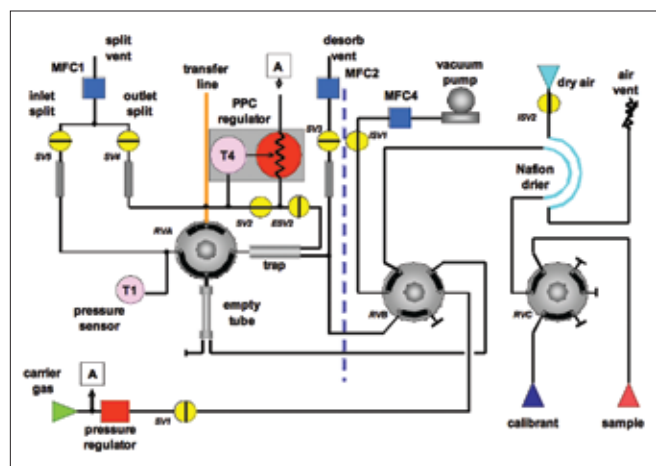 split
vent
MFC1
inlet
split
outlet
split
SV5
SV4
transfer
line
A
PPC
regulator
T4
desorb
vent
MFC2
SV3
ISV1
MFC4
vacuum
pump
dry air
ISV2
air
vent
Nafion
drier
SV2
ESV2
RVA
trap
T1
pressure
sensor
empty
tube
RVB
RVC
carrier
gas
A
pressure
regulator
SV1
calibrant
sample